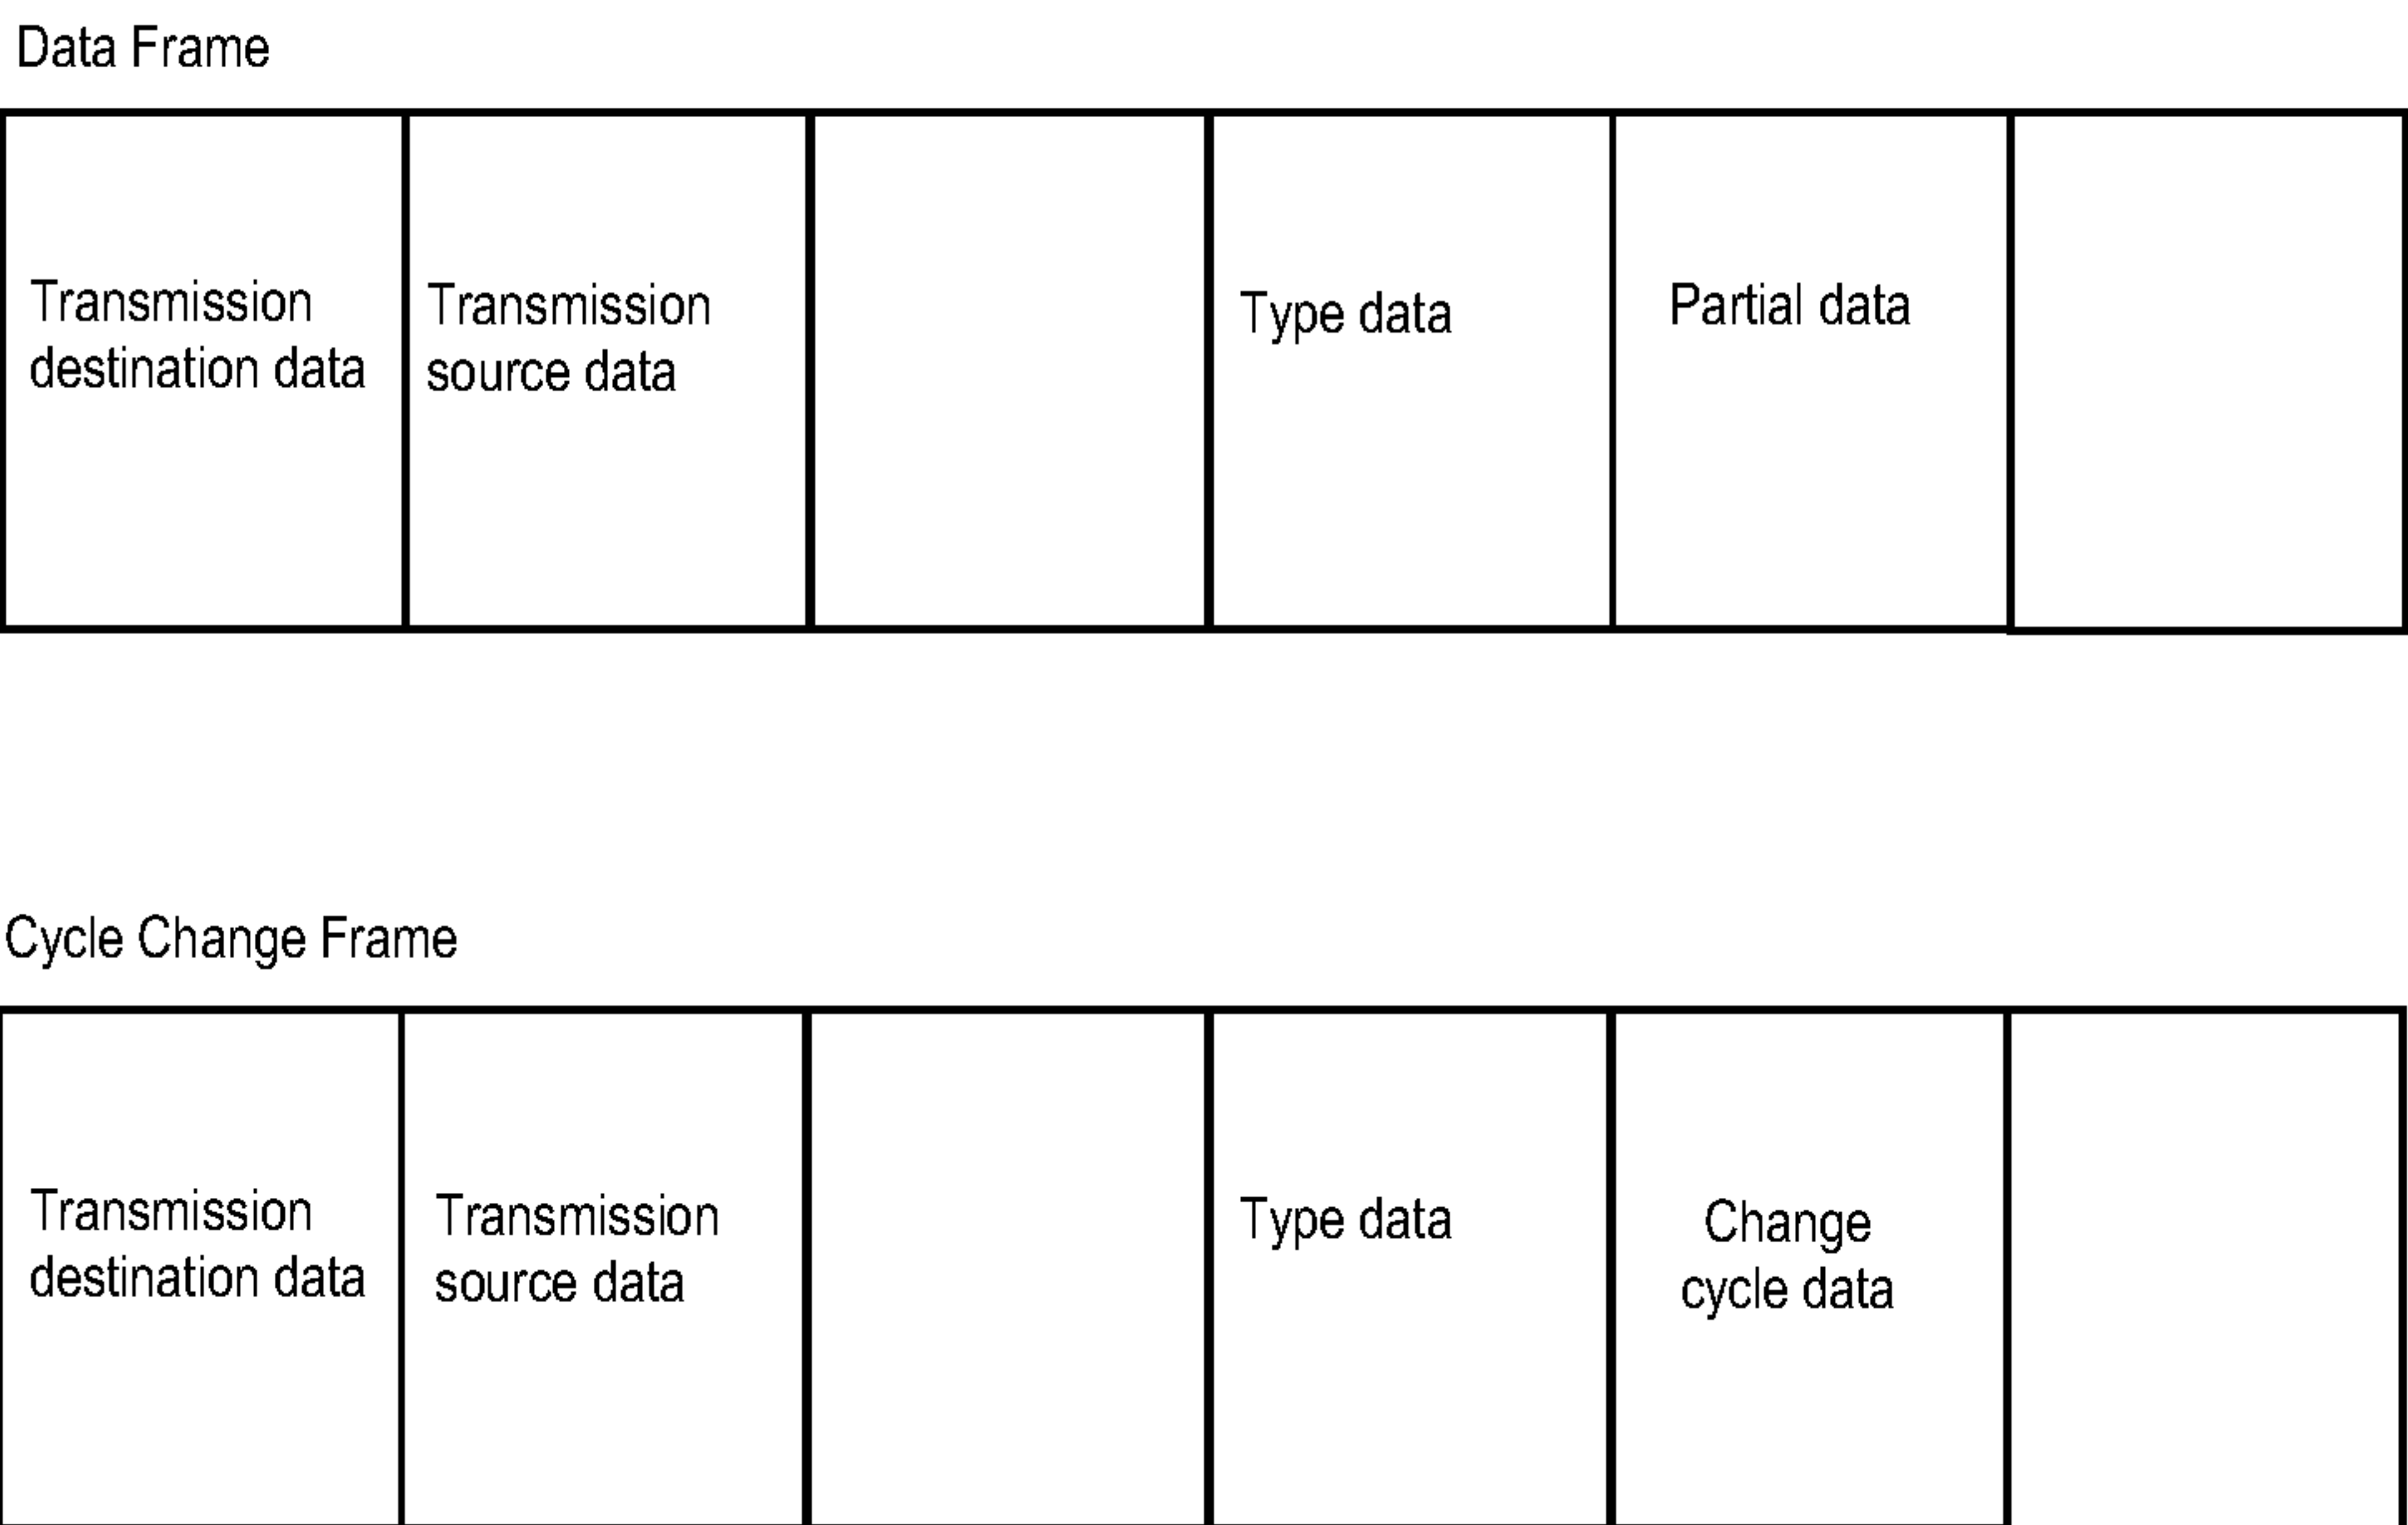 Data Frame
Transmission
destination data
Transmission
source data
Type data
Partial data
Cycle Change Frame
Transmission
destination data
Transmission
source data
Type data
Change
cycle data